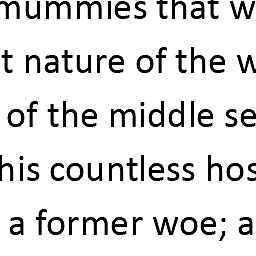 mummies that w
t nature of the w
of the middle se
his countless hos
a former woe; a